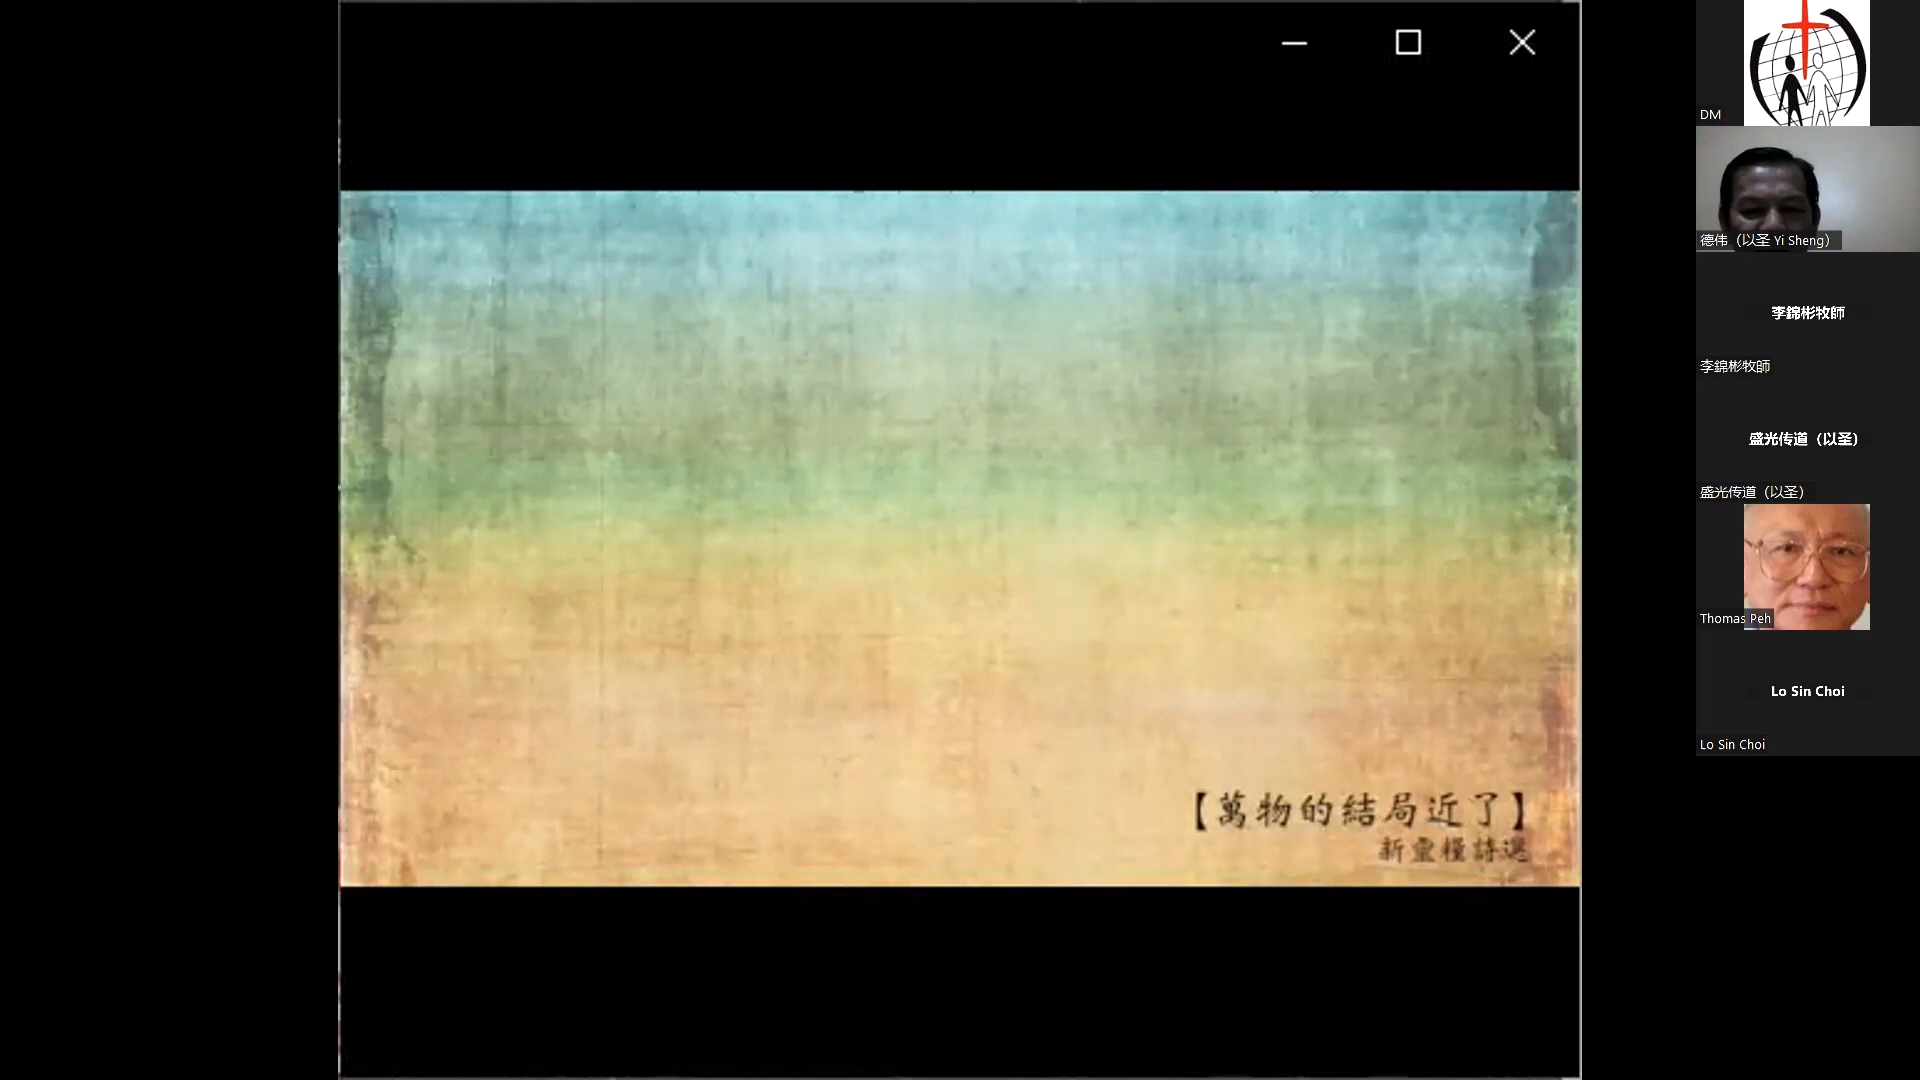 【萬物的結局近了】
新靈糧詩選
DM
德伟（以圣 Yi Sheng）
李錦彬牧師
李錦彬牧師
盛光传道（以圣）
盛光传道（以圣）
Thomas Peh
Lo Sin Choi
Lo Sin Choi